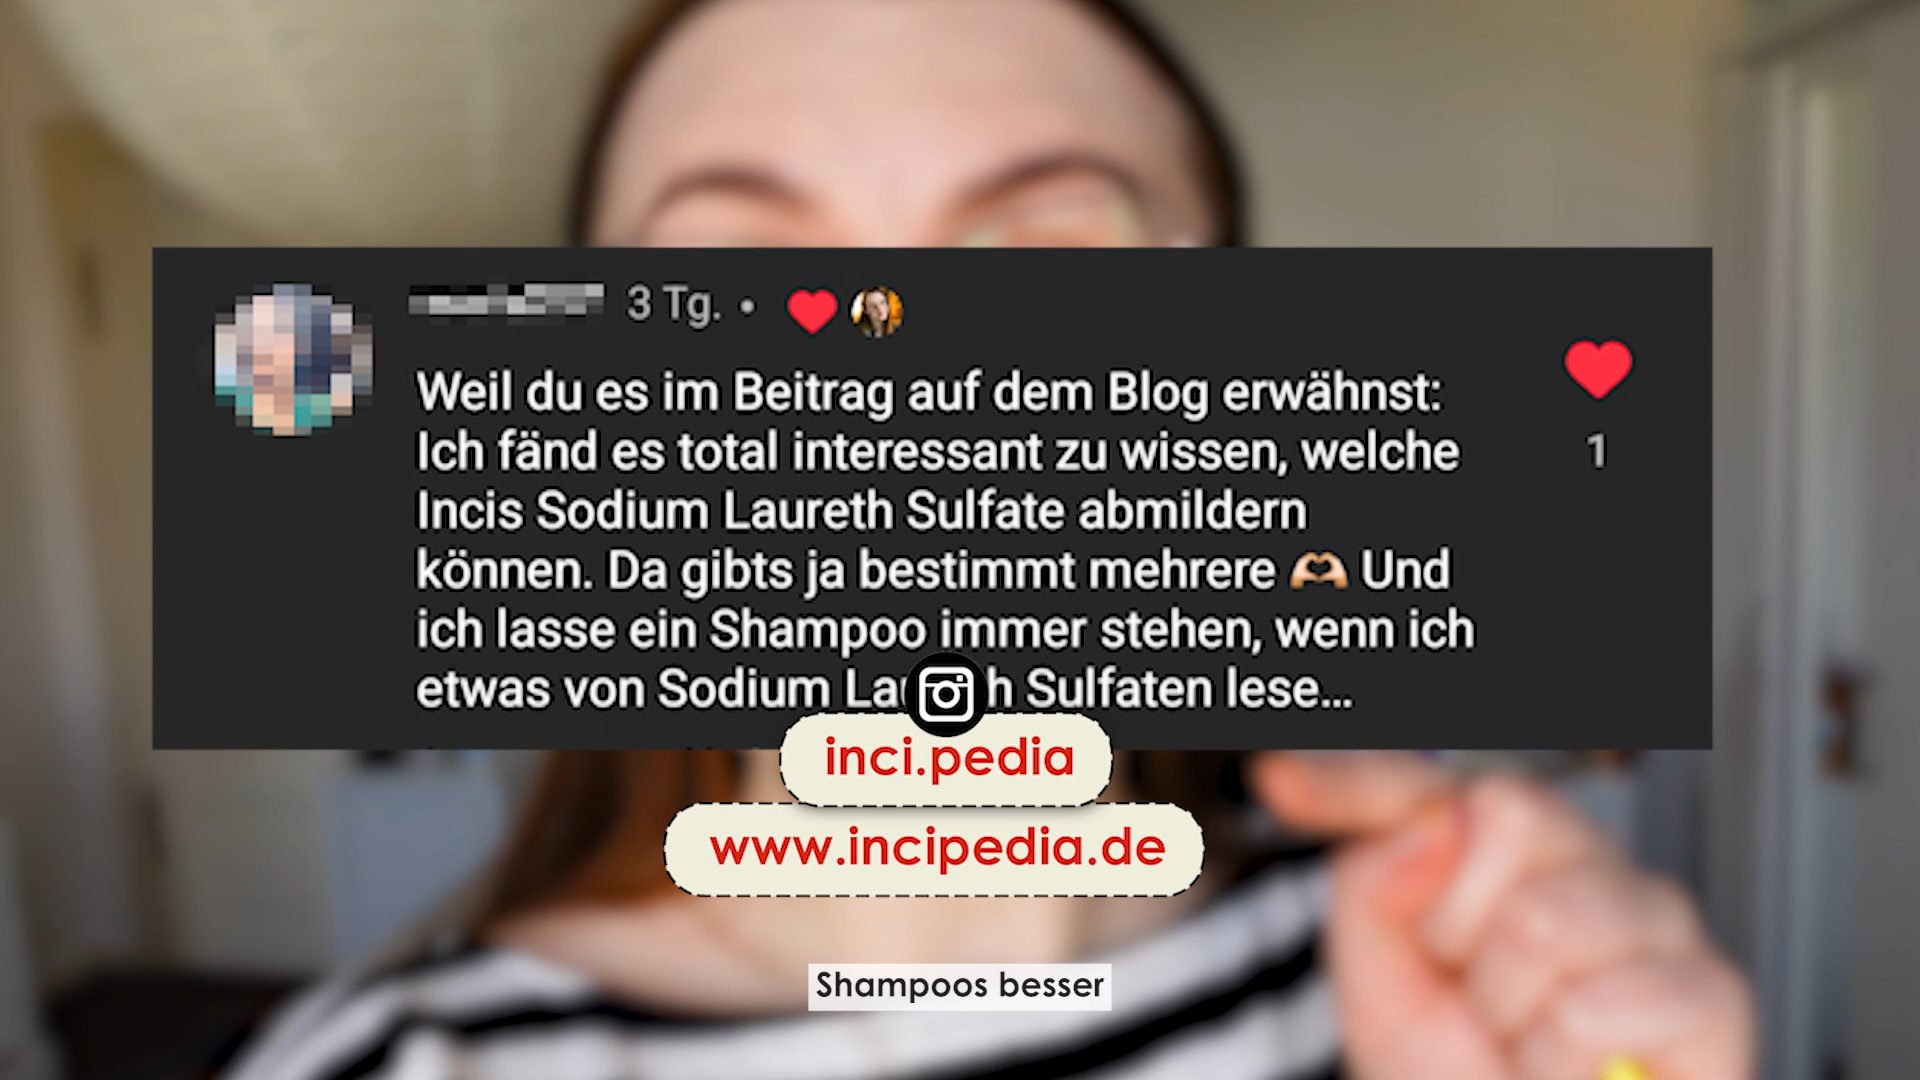 3 Tg. •
Weil du es im Beitrag auf dem Blog erwähnst:
Ich fänd es total interessant zu wissen, welche
1
Incis Sodium Laureth Sulfate abmildern
können. Da gibts ja bestimmt mehrere 🫶🏼 Und
ich lasse ein Shampoo immer stehen, wenn ich
etwas von Sodium Sulfaten lese...
inci.pedia
www.incipedia.de
Shampoos besser